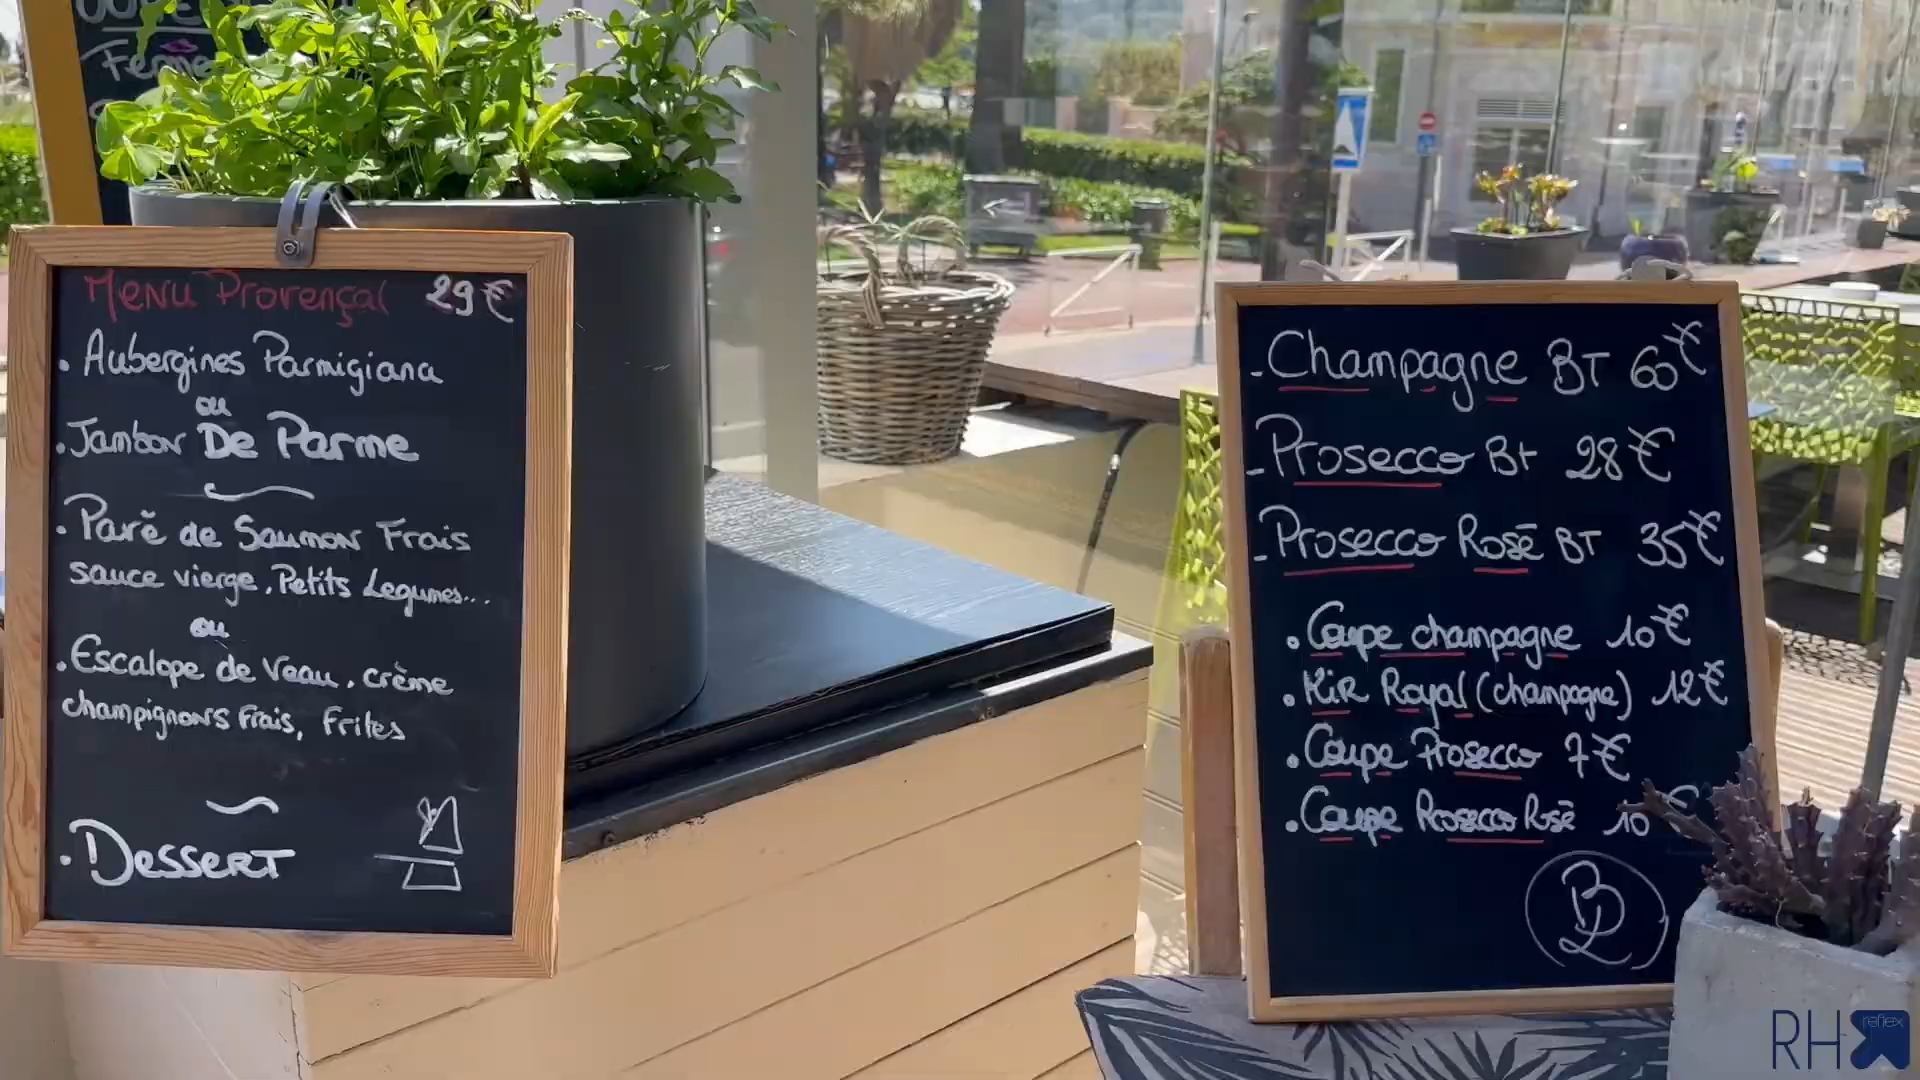 Ferme
Menu Provençal 29€
. Aubergines Parmigiana
ou
. Jambon De Parme
. Pavé de Saumon Frais
sauce vierge, Petits Legumes...
ou
. Escalope de Veau, crème
champignons Frais, Frites
. Dessert
- Champagne BT 60€
- Prosecco Bt 28€
- Prosecco Rosé BT 35€
. Coupe champagne 10€
. Kir Royal (champagne) 12€
. Coupe Prosecco 7€
. Coupe Prosecco Rosé 10€
RH reflex